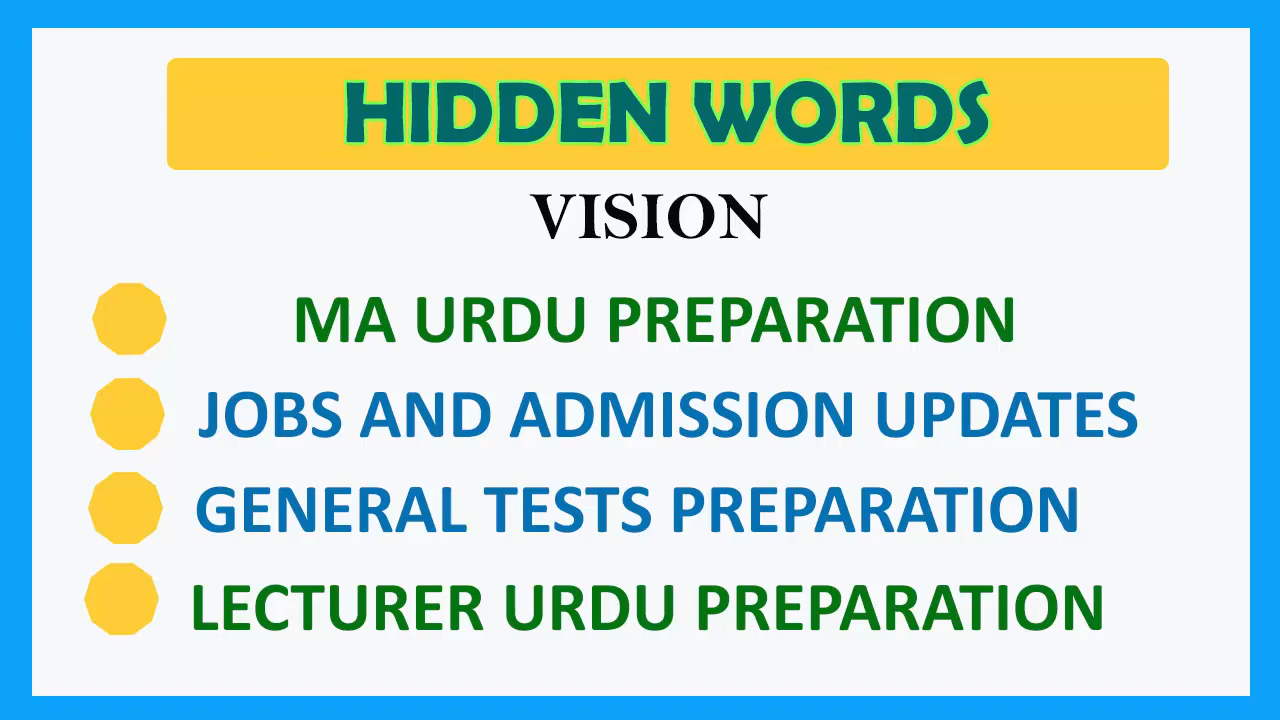 HIDDEN WORDS
VISION
MA URDU PREPARATION
JOBS AND ADMISSION UPDATES
GENERAL TESTS PREPARATION
LECTURER URDU PREPARATION